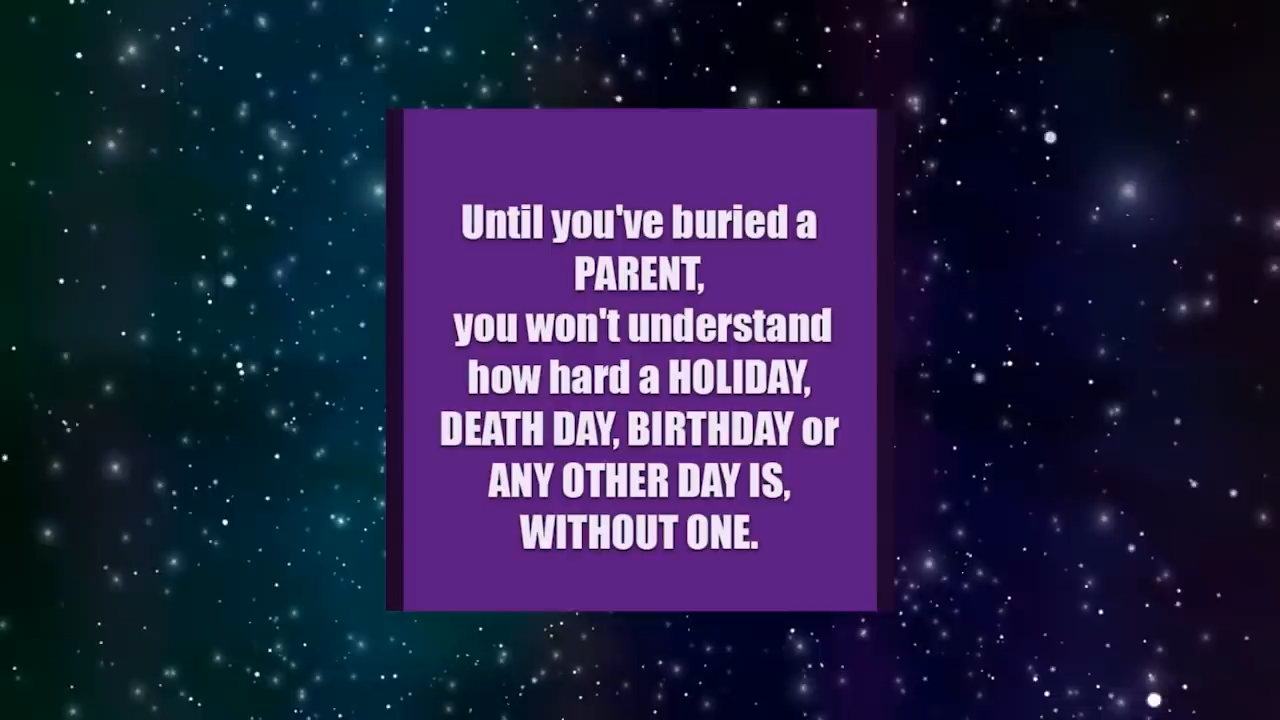 Until you've buried a
PARENT,
you won't understand
how hard a HOLIDAY,
DEATH DAY, BIRTHDAY or
ANY OTHER DAY IS,
WITHOUT ONE.